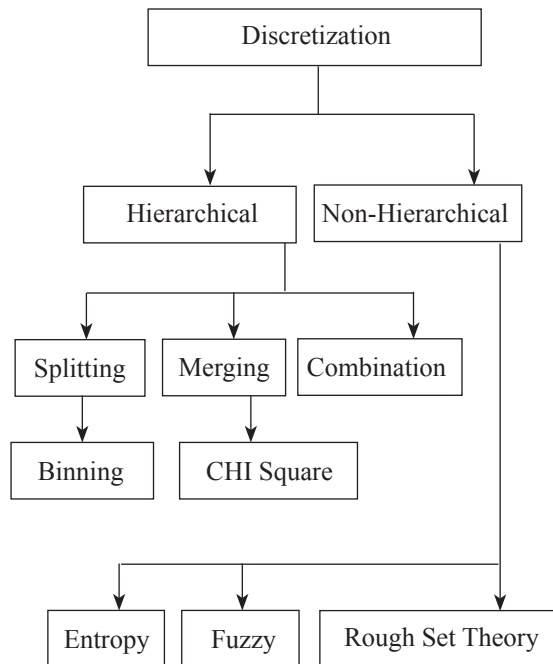 Discretization
Hierarchical
Non-Hierarchical
Splitting
Merging
Combination
Binning
CHI Square
Entropy
Fuzzy
Rough Set Theory